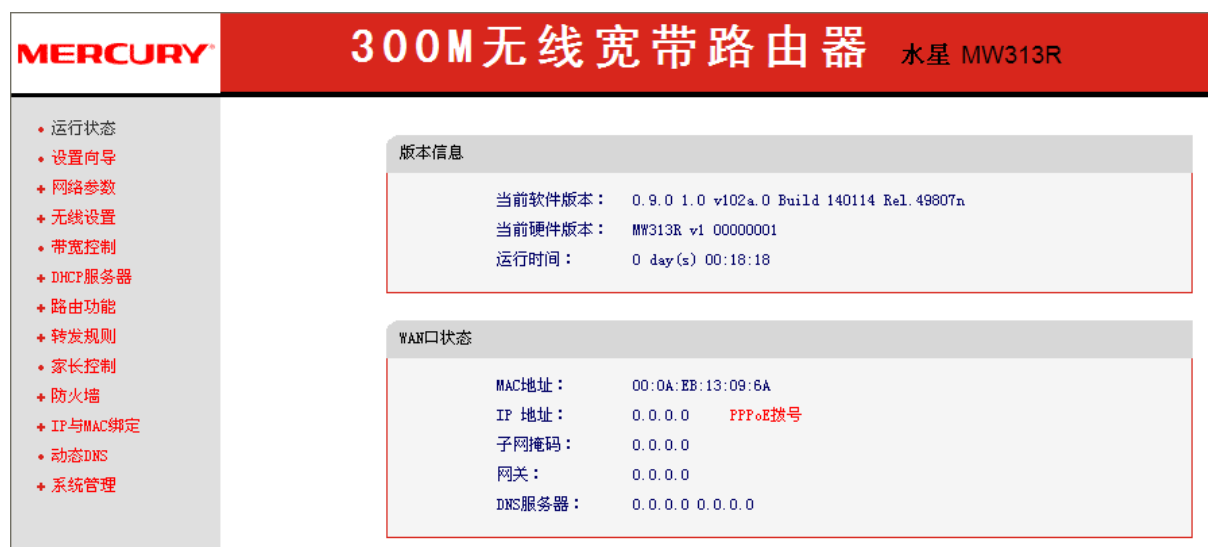 MERCURY
300M无线宽带路由器 水星 MW313R
运行状态
设置向导
网络参数
无线设置
带宽控制
DHCP服务器
路由功能
转发规则
家长控制
防火墙
IP与MAC绑定
动态DNS
系统管理
版本信息
当前软件版本： 0.9.0 1.0 v102a.0 Build 140114 Rel.49807n
当前硬件版本： MW313R v1 00000001
运行时间： 0 day(s) 00:18:18
WAN口状态
MAC地址： 00:0A:EB:13:09:6A
IP 地址： 0.0.0.0 PPPoE拨号
子网掩码： 0.0.0.0
网关： 0.0.0.0
DNS服务器： 0.0.0.0 0.0.0.0